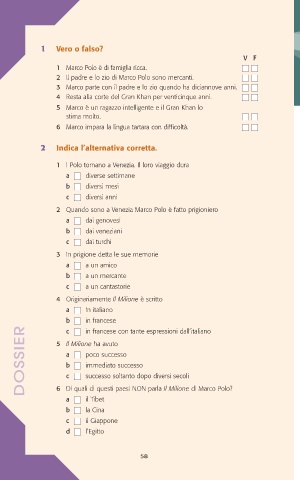 1 Vero o falso?
V F
1 Marco Polo è di famiglia ricca.
2 Il padre e lo zio di Marco Polo sono mercanti.
3 Marco parte con il padre e lo zio quando ha diciannove anni.
4 Resta alla corte del Gran Khan per venticinque anni.
5 Marco è un ragazzo intelligente e il Gran Khan lo
stima molto.
6 Marco impara la lingua tartara con difficoltà.
2 Indica l'alternativa corretta.
1 I Polo tornano a Venezia. Il loro viaggio dura
a diverse settimane
b diversi mesi
c diversi anni
2 Quando sono a Venezia Marco Polo è fatto prigioniero
a dai genovesi
b dai veneziani
c dai turchi
3 In prigione detta le sue memorie
a a un amico
b a un mercante
c a un cantastorie
4 Originariamente Il Milione è scritto
a in italiano
b in francese
c in francese con tante espressioni dall'italiano
5 Il Milione ha avuto
a poco successo
b immediato successo
c successo soltanto dopo diversi secoli
6 Di quali di questi paesi NON parla Il Milione di Marco Polo?
a il Tibet
b la Cina
c il Giappone
d l'Egitto
DOSSIER
58